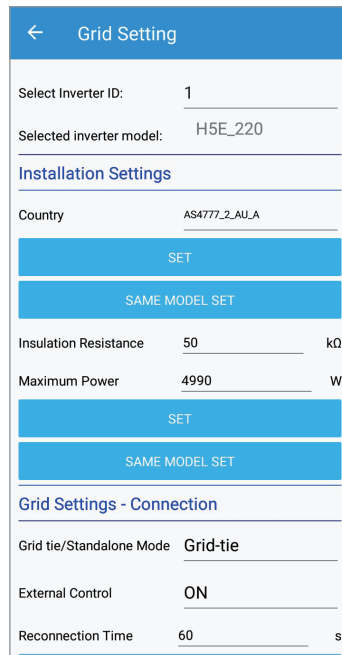 ← Grid Setting
Select Inverter ID: 1
Selected inverter model: H5E_220
Installation Settings
Country AS4777_2_AU_A
SET
SAME MODEL SET
Insulation Resistance 50 kΩ
Maximum Power 4990 W
SET
SAME MODEL SET
Grid Settings - Connection
Grid tie/Standalone Mode Grid-tie
External Control ON
Reconnection Time 60 s